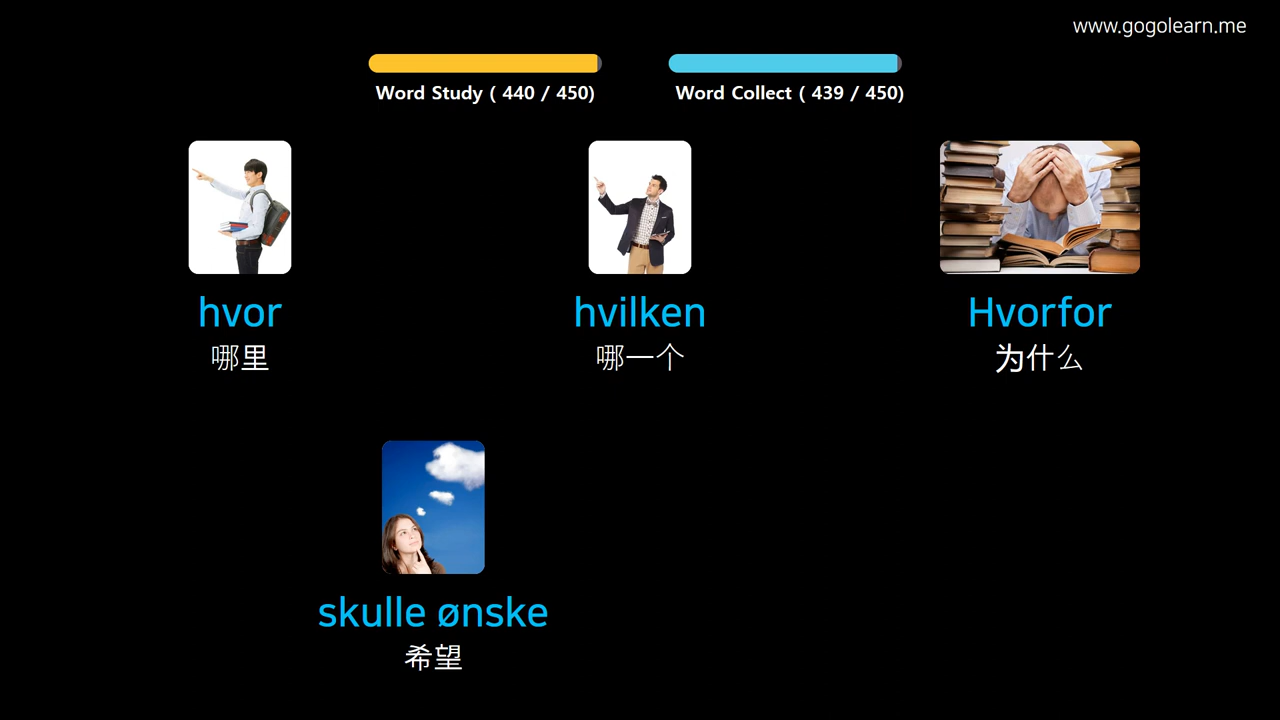 www.gogolearn.me
Word Study ( 440 / 450)
Word Collect ( 439 / 450)
hvor
哪里
hvilken
哪一个
Hvorfor
为什么
skulle ønske
希望